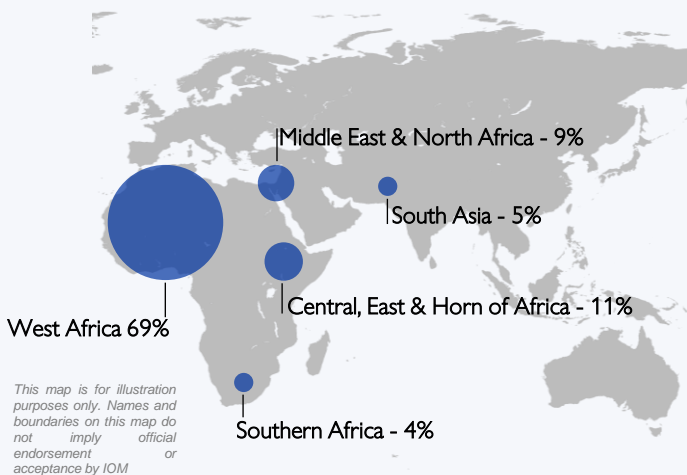 Middle East & North Africa - 9%
South Asia - 5%
Central, East & Horn of Africa - 11%
West Africa 69%
This map is for illustration
purposes only. Names and
boundaries on this map do
not imply official
endorsement or
acceptance by IOM
Southern Africa - 4%